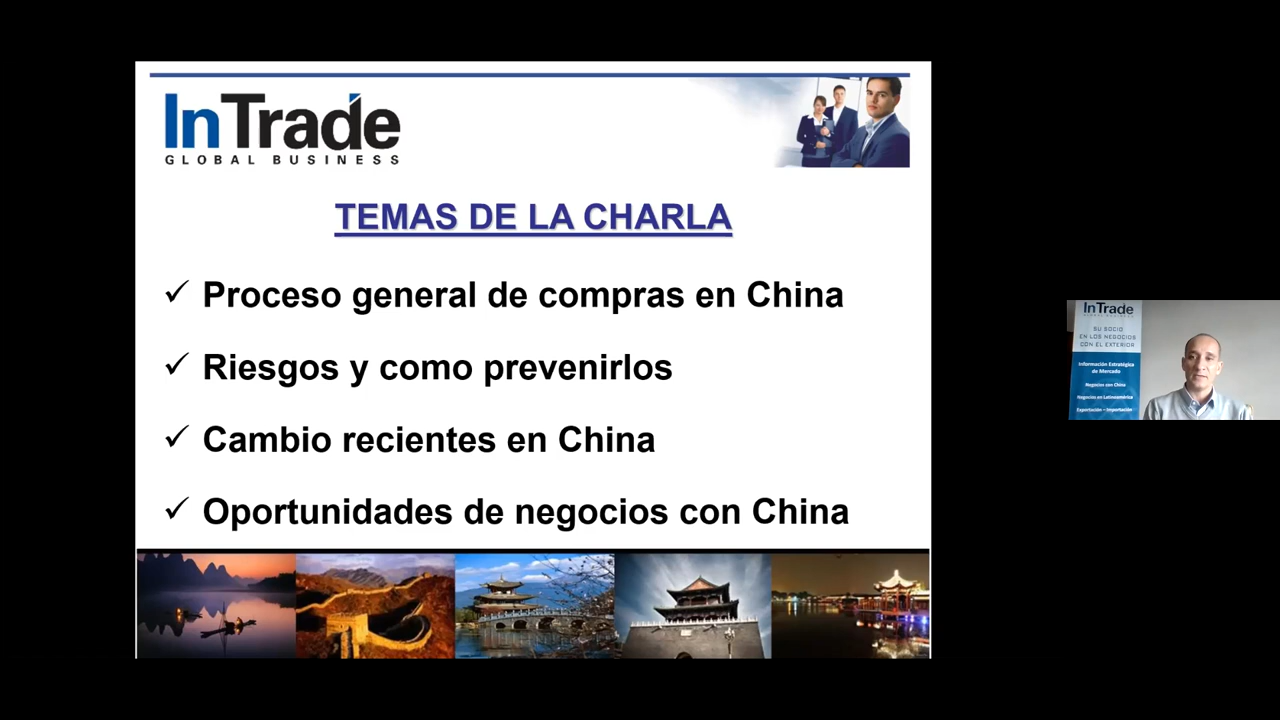 InTrade
GLOBAL BUSINESS
TEMAS DE LA CHARLA
✓ Proceso general de compras en China
✓ Riesgos y como prevenirlos
✓ Cambio recientes en China
✓ Oportunidades de negocios con China
InTrade
GLOBAL BUSINESS
SU SOCIO
EN LOS NEGOCIOS
CON EL EXTERIOR
Información Estratégica
de Mercado
Negocios con China
Negocios en Latinoamérica
Exportación – Importación